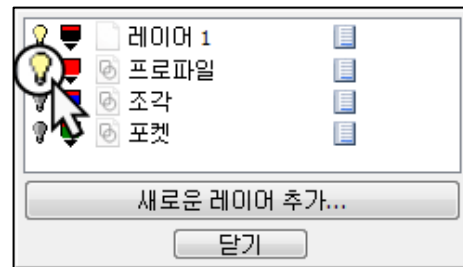 레이어 1
프로파일
조각
포켓
새로운 레이어 추가...
닫기